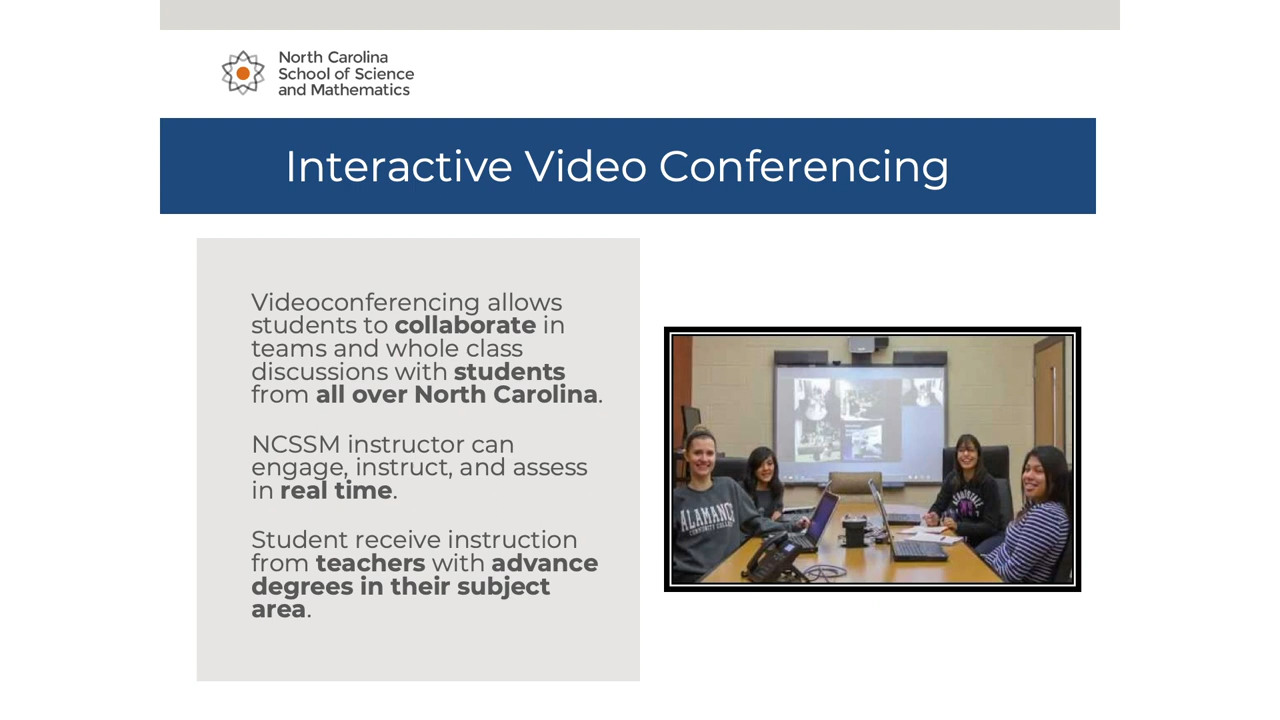 North Carolina
School of Science
and Mathematics
Interactive Video Conferencing
Videoconferencing allows
students to collaborate in
teams and whole class
discussions with students
from all over North Carolina.
NCSSM instructor can
engage, instruct, and assess
in real time.
Student receive instruction
from teachers with advance
degrees in their subject
area.
ALAMANCE
COMMUNITY COLLEGE